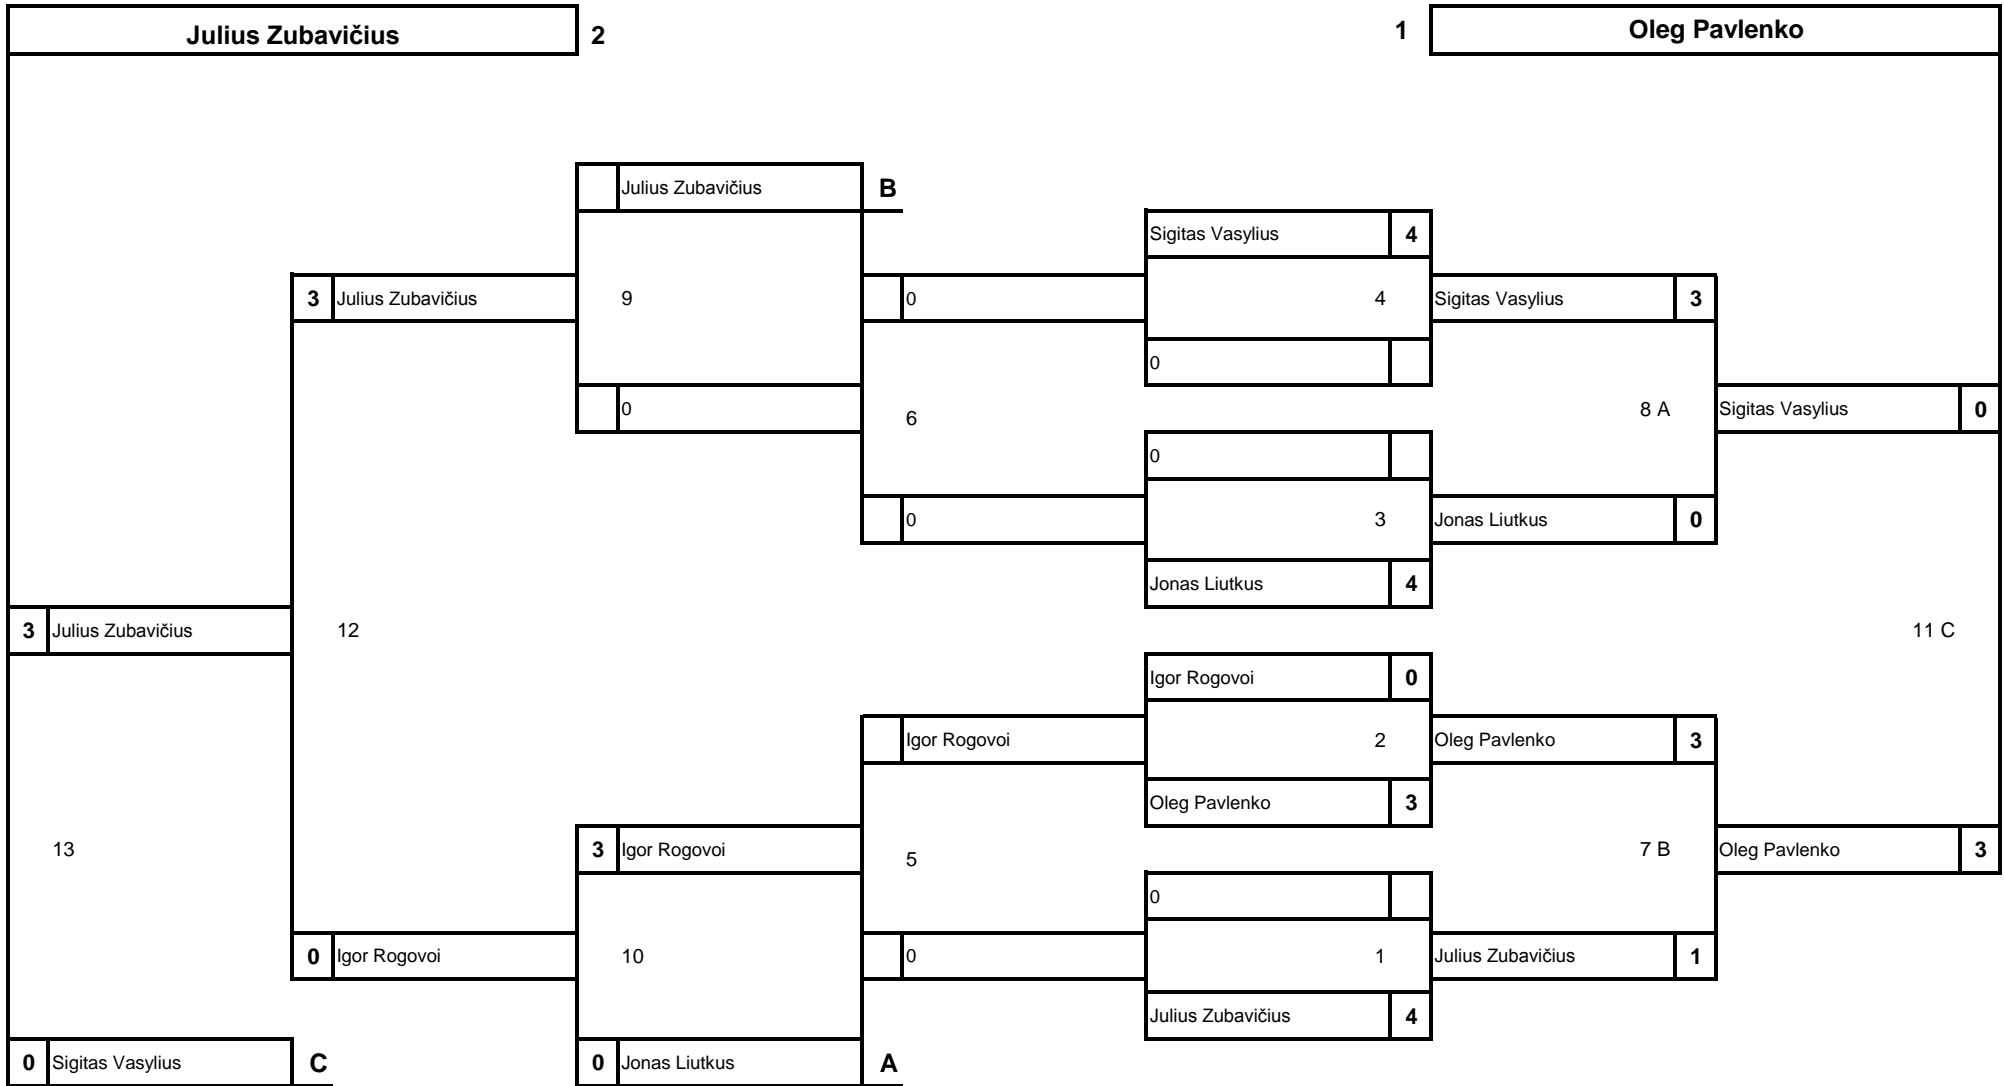 Julius Zubavičius 2 1 Oleg Pavlenko
Julius Zubavičius B
Sigitas Vasylius 4
3 Julius Zubavičius 9 0 4 Sigitas Vasylius 3
0
0 6 8 A Sigitas Vasylius 0
0
0 3 Jonas Liutkus 0
Jonas Liutkus 4
3 Julius Zubavičius 12 11 C
Igor Rogovoi 0
Igor Rogovoi 2 Oleg Pavlenko 3
Oleg Pavlenko 3
13 3 Igor Rogovoi 5 7 B Oleg Pavlenko 3
0
0 Igor Rogovoi 10 0 1 Julius Zubavičius 1
Julius Zubavičius 4
0 Sigitas Vasylius C 0 Jonas Liutkus A